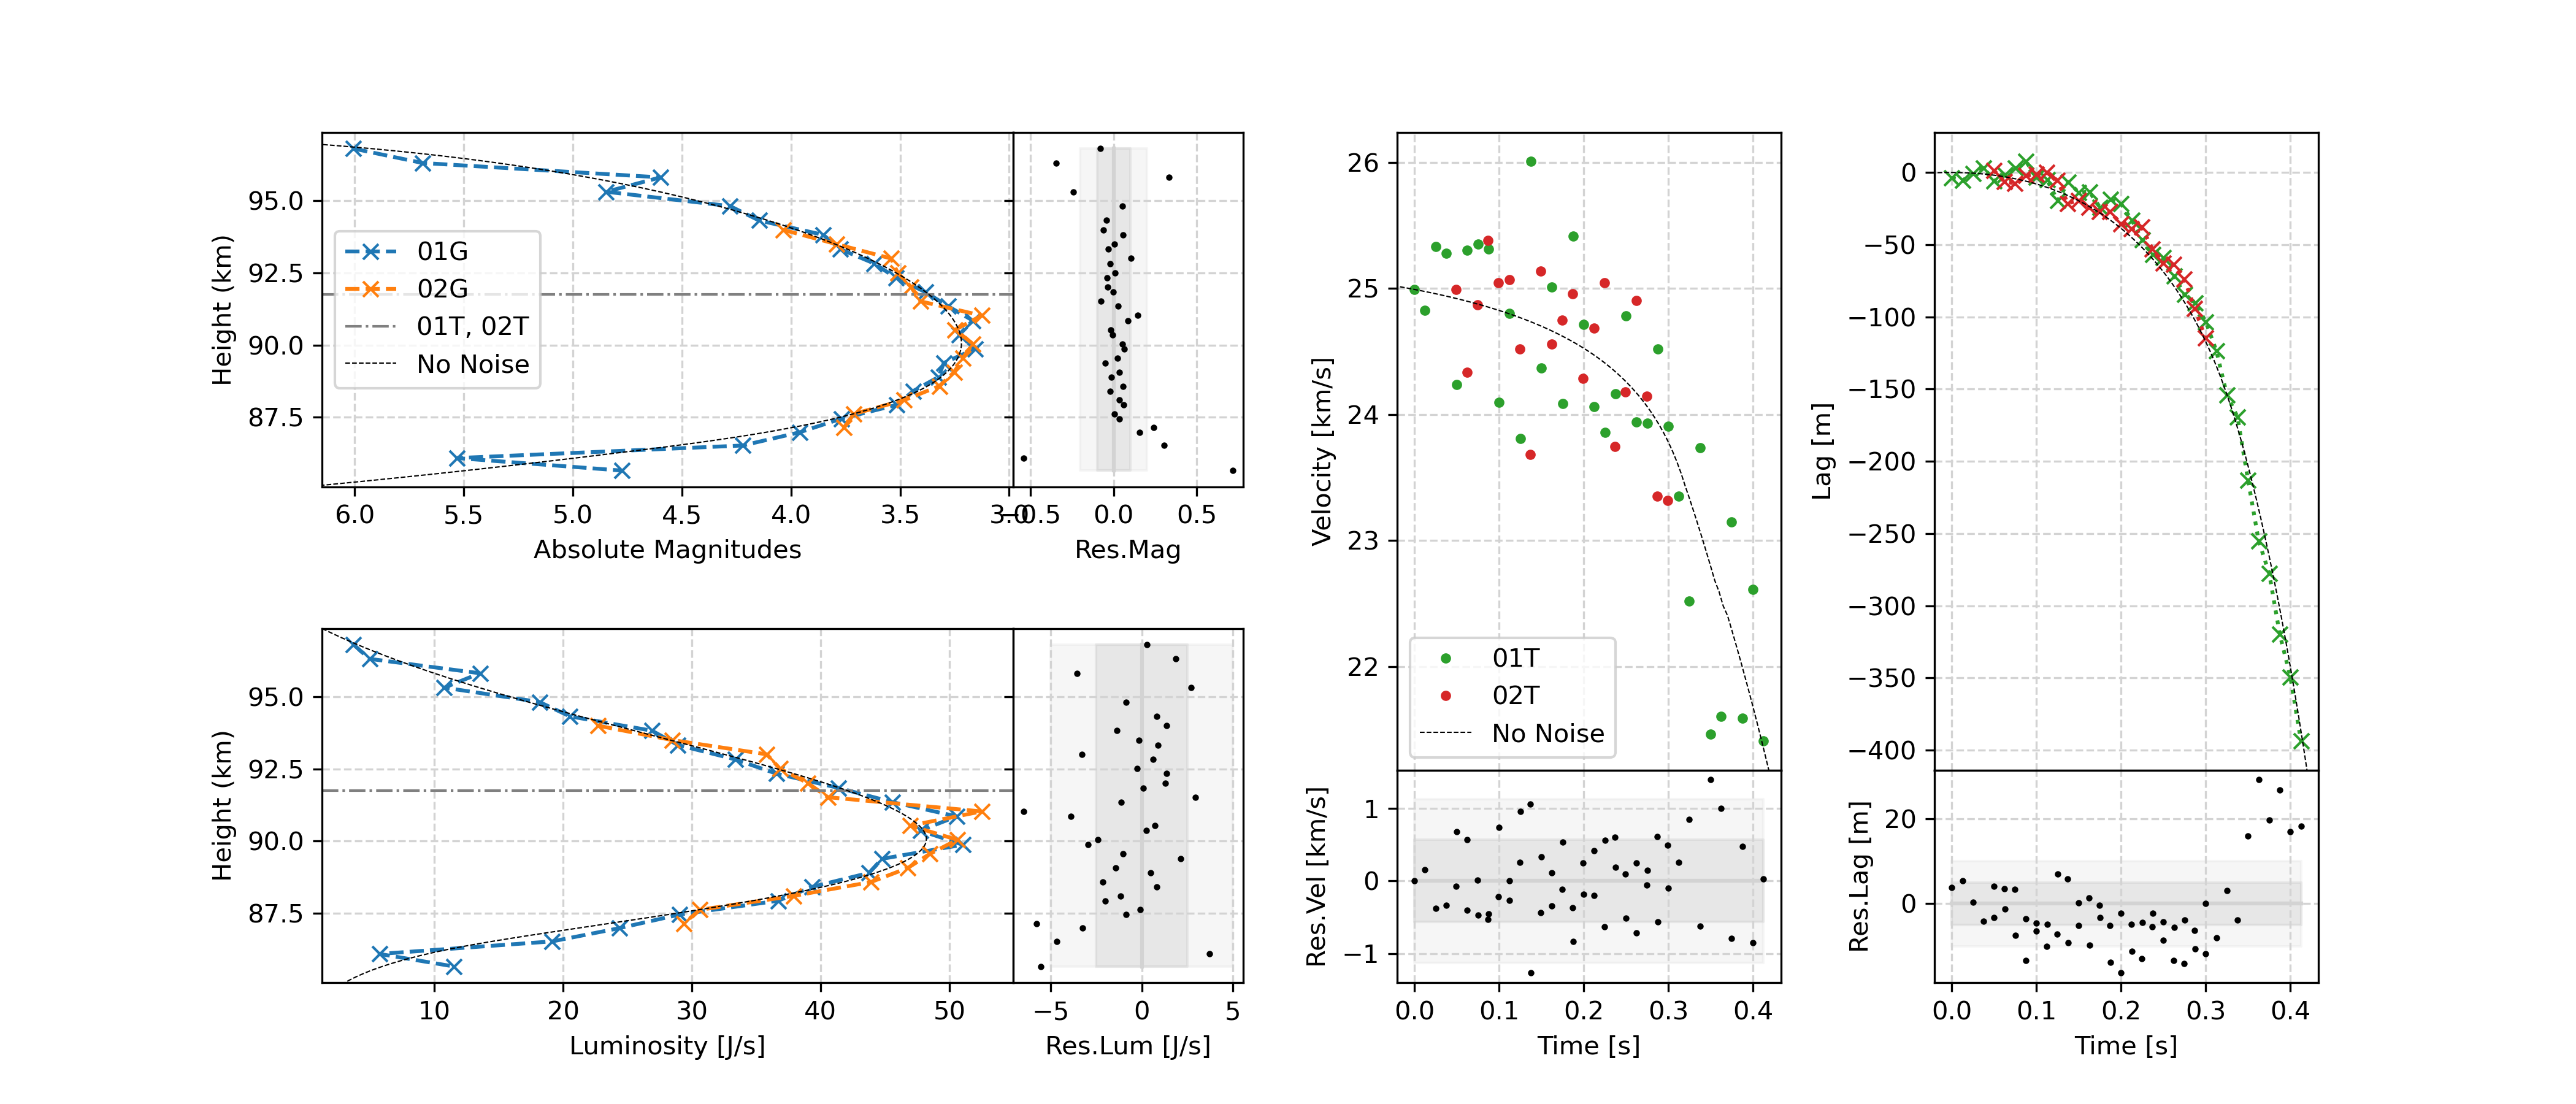 95.0
92.5
90.0
87.5
Height (km)
01G
02G
01T, 02T
No Noise
6.0 5.5 5.0 4.5 4.0 3.5 3.0
Absolute Magnitudes
−0.5 0.0 0.5
Res.Mag
95.0
92.5
90.0
87.5
Height (km)
10 20 30 40 50
Luminosity [J/s]
−5 0 5
Res.Lum [J/s]
26
25
24
23
22
Velocity [km/s]
01T
02T
No Noise
1
0
−1
Res.Vel [km/s]
0.0 0.1 0.2 0.3 0.4
Time [s]
0
−50
−100
−150
−200
−250
−300
−350
−400
Lag [m]
20
0
Res.Lag [m]
0.0 0.1 0.2 0.3 0.4
Time [s]